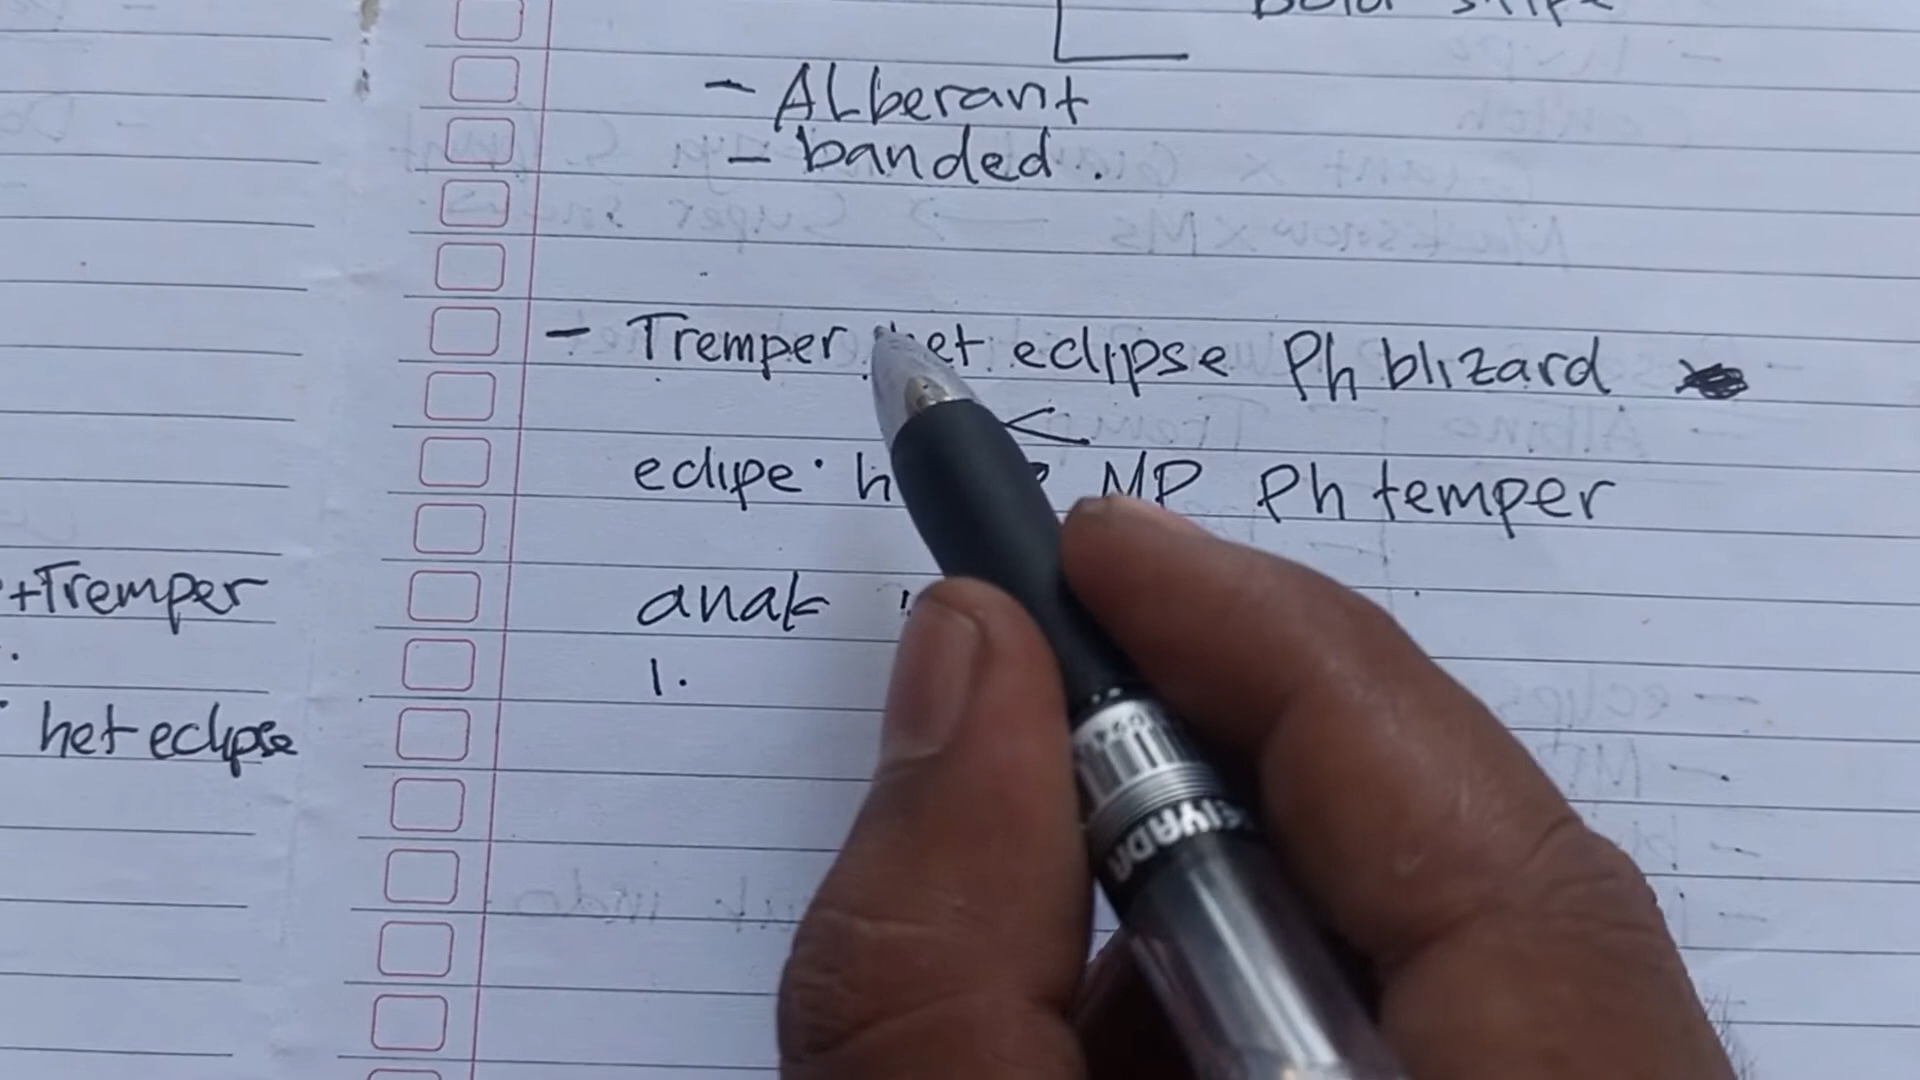 - ALberant
- banded.
- Tremper het eclipse Ph blizard
eclipe. MP Ph temper
anak
1.
+Tremper
het eclipse